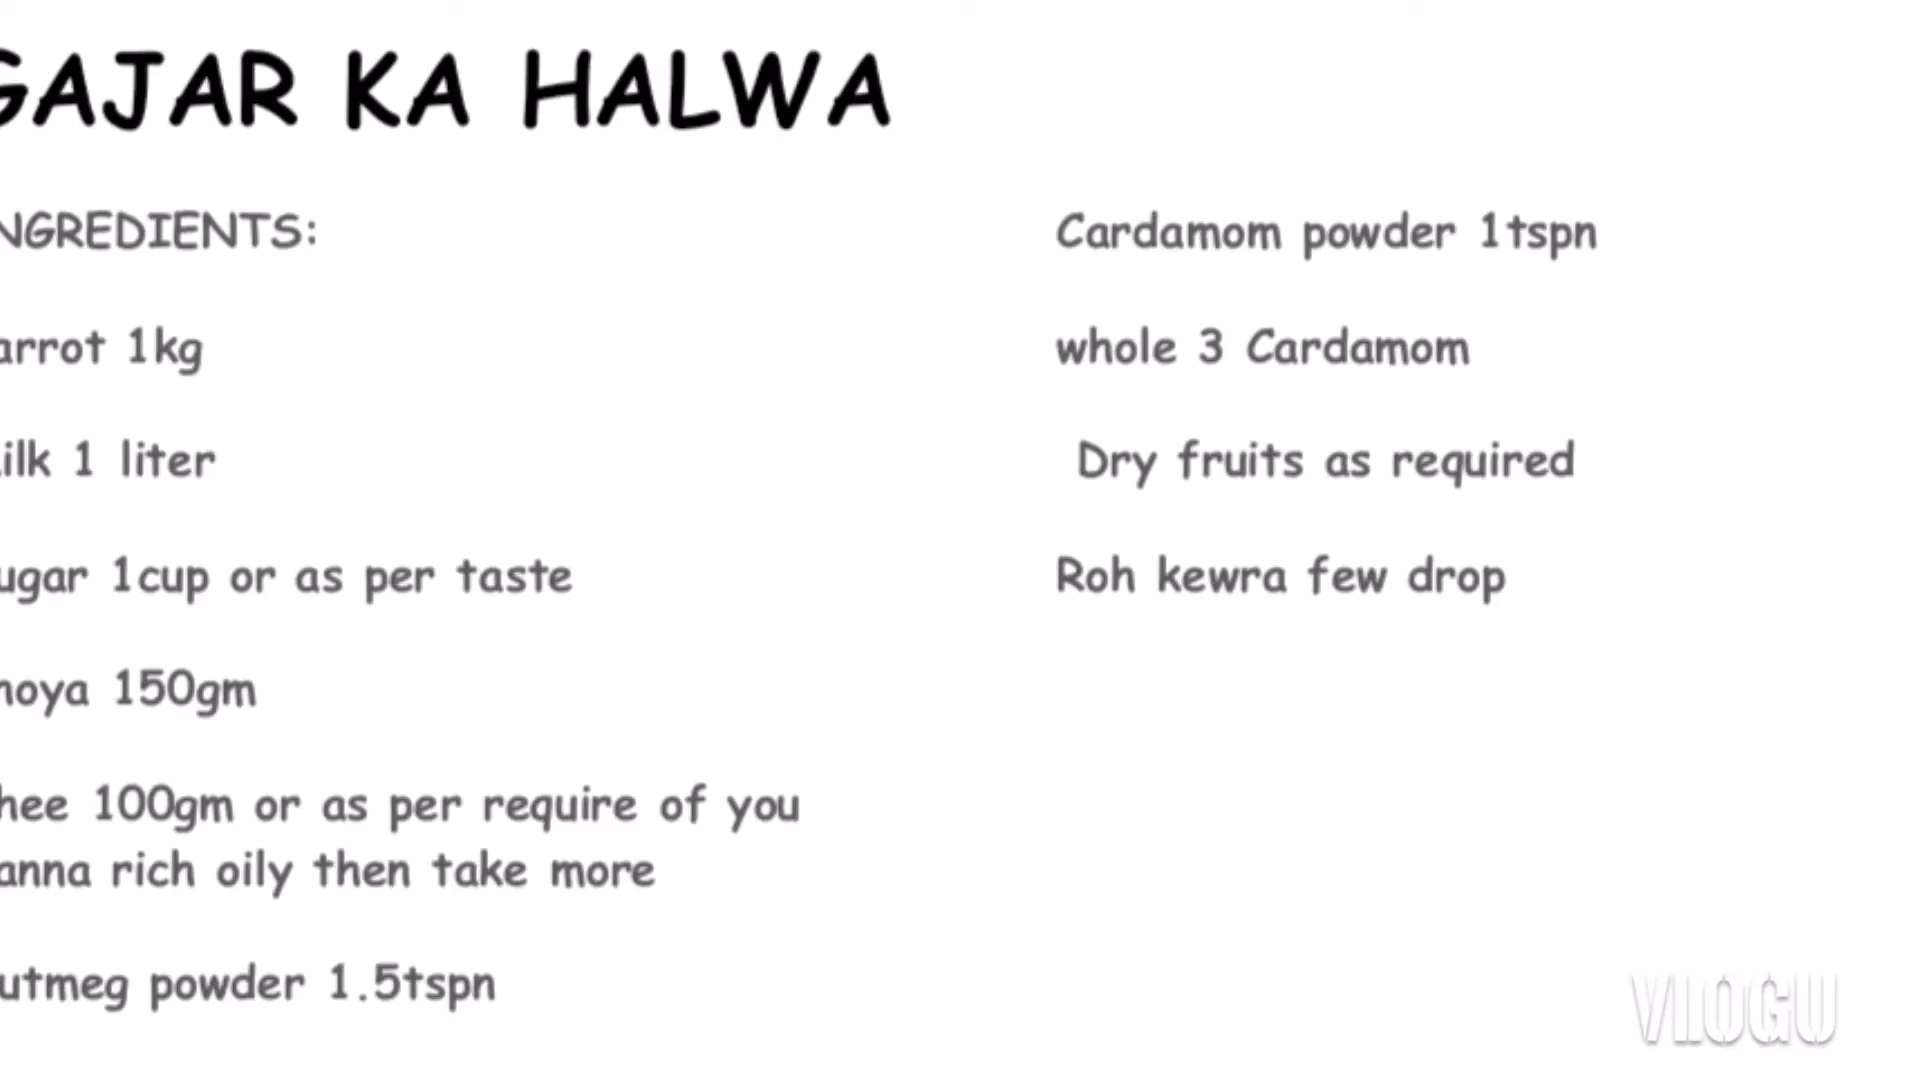 GAJAR KA HALWA
NGREDIENTS:
arrot 1kg
ilk 1 liter
ugar 1cup or as per taste
hoya 150gm
hee 100gm or as per require of you
anna rich oily then take more
utmeg powder 1.5tspn
Cardamom powder 1tspn
whole 3 Cardamom
Dry fruits as required
Roh kewra few drop
VLOGU